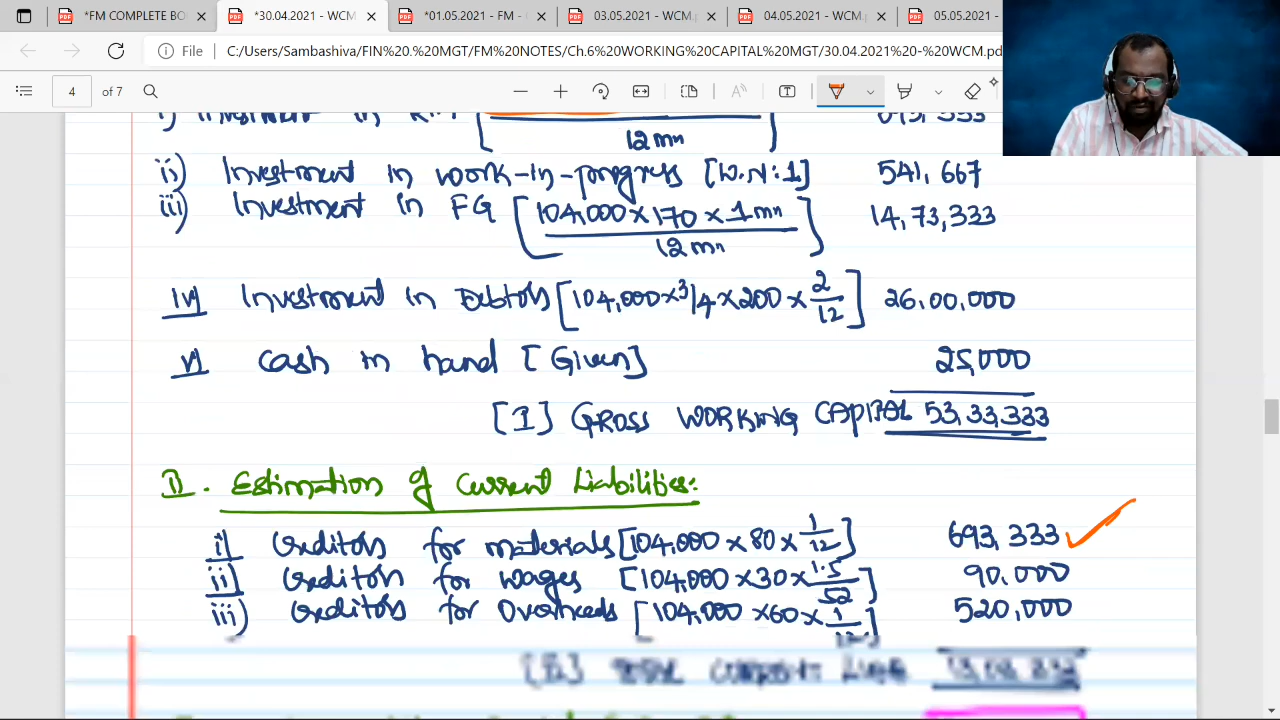 *FM COMPLETE BO
*30.04.2021 - WCM
*01.05.2021 - FM -
03.05.2021 - WCM.p
04.05.2021 - WCM.p
05.05.2021 -
File C:/Users/Sambashiva/FIN%20.%20MGT/FM%20NOTES/Ch.6%20WORKING%20CAPITAL%20MGT/30.04.2021%20-%20WCM.pd
4 of 7
i) Investment in
12 mn
ii) Investment in work-in-progress [W.N:1] 541,667
iii) Investment in FG [104,000 x 170 x 1mn 14,73,333
12 mn
iv) Investment in Debtors [104,000 x 3/4 x 200 x 2/12] 26,00,000
v) Cash in hand [Given] 25,000
[I] GROSS WORKING CAPITAL 53,33,333
II. Estimation of Current Liabilities:
i) Creditors for materials [104,000 x 80 x 1/12] 693,333
ii) Creditors for wages [104,000 x 30 x 1.5/52] 90,000
iii) Creditors for Overheads [104,000 x 60 x 1/12] 520,000